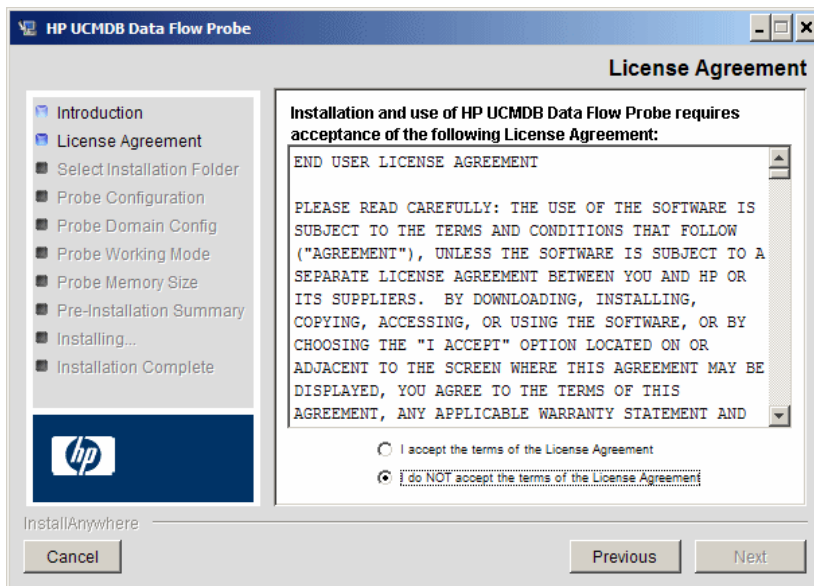 HP UCMDB Data Flow Probe
License Agreement
Introduction
License Agreement
Select Installation Folder
Probe Configuration
Probe Domain Config
Probe Working Mode
Probe Memory Size
Pre-Installation Summary
Installing...
Installation Complete
hp
Installation and use of HP UCMDB Data Flow Probe requires
acceptance of the following License Agreement:
END USER LICENSE AGREEMENT
PLEASE READ CAREFULLY: THE USE OF THE SOFTWARE IS
SUBJECT TO THE TERMS AND CONDITIONS THAT FOLLOW
("AGREEMENT"), UNLESS THE SOFTWARE IS SUBJECT TO A
SEPARATE LICENSE AGREEMENT BETWEEN YOU AND HP OR
ITS SUPPLIERS.  BY DOWNLOADING, INSTALLING,
COPYING, ACCESSING, OR USING THE SOFTWARE, OR BY
CHOOSING THE "I ACCEPT" OPTION LOCATED ON OR
ADJACENT TO THE SCREEN WHERE THIS AGREEMENT MAY BE
DISPLAYED, YOU AGREE TO THE TERMS OF THIS
AGREEMENT, ANY APPLICABLE WARRANTY STATEMENT AND
I accept the terms of the License Agreement
I do NOT accept the terms of the License Agreement
InstallAnywhere
Cancel
Previous
Next